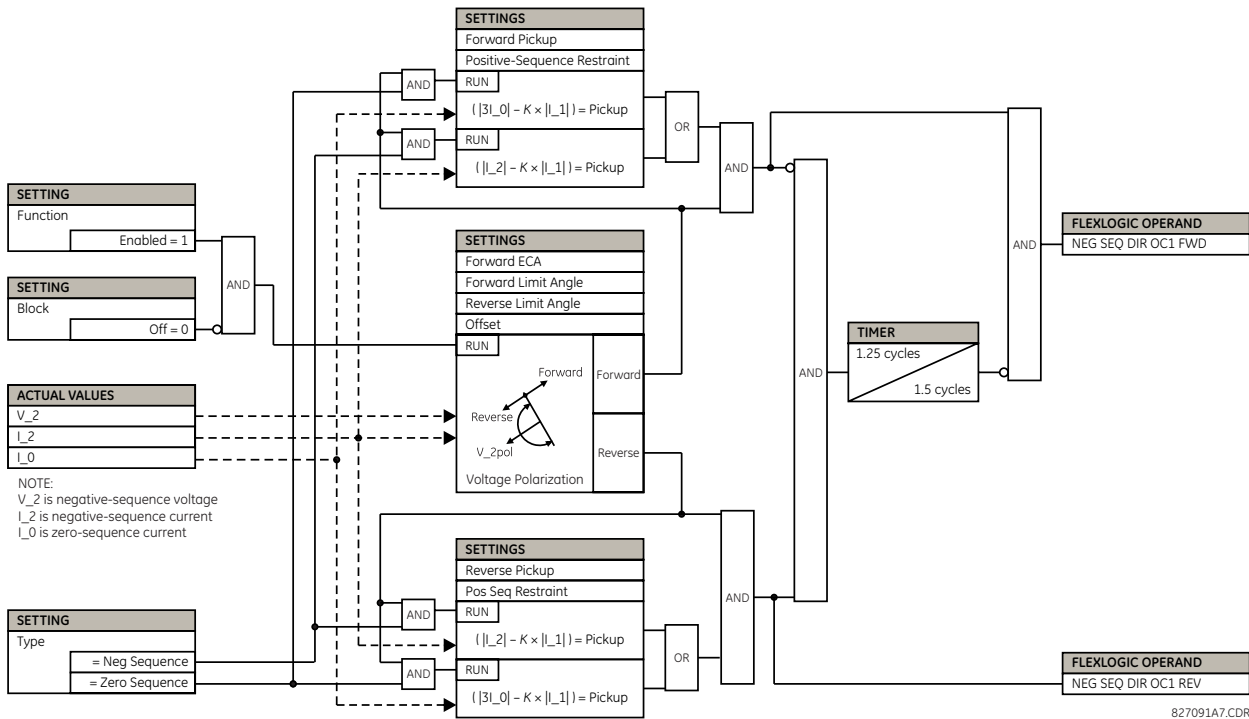 SETTINGS
Forward Pickup
Positive-Sequence Restraint
RUN
( |3I_0| – K × |I_1| ) = Pickup
RUN
( |I_2| – K × |I_1| ) = Pickup
AND
AND
OR
AND
SETTING
Function
Enabled = 1
SETTING
Block
Off = 0
AND
ACTUAL VALUES
V_2
I_2
I_0
NOTE:
V_2 is negative-sequence voltage
I_2 is negative-sequence current
I_0 is zero-sequence current
SETTINGS
Forward ECA
Forward Limit Angle
Reverse Limit Angle
Offset
RUN
Forward
Reverse
V_2pol
Voltage Polarization
Forward
Reverse
AND
TIMER
1.25 cycles
1.5 cycles
AND
FLEXLOGIC OPERAND
NEG SEQ DIR OC1 FWD
SETTING
Type
= Neg Sequence
= Zero Sequence
AND
AND
SETTINGS
Reverse Pickup
Pos Seq Restraint
RUN
( |I_2| – K × |I_1| ) = Pickup
RUN
( |3I_0| – K × |I_1| ) = Pickup
OR
AND
FLEXLOGIC OPERAND
NEG SEQ DIR OC1 REV
827091A7.CDR